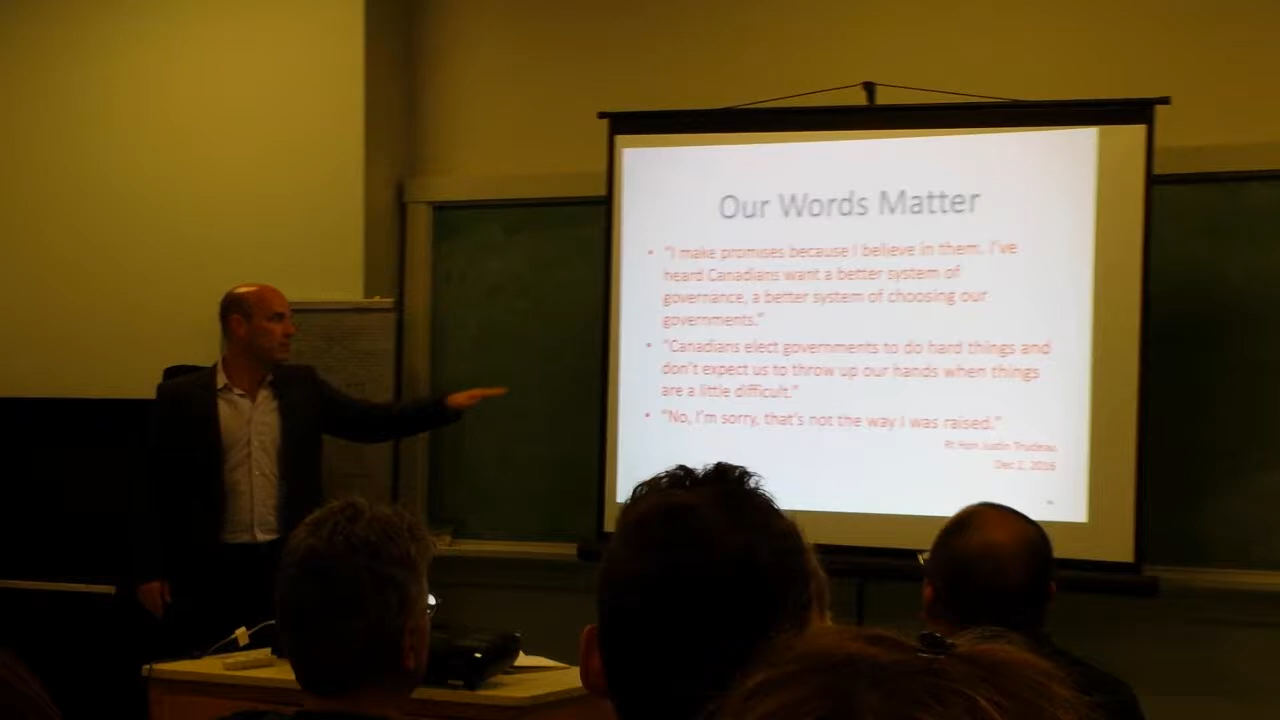 Our Words Matter
• "I make promises because I believe in them. I've
heard Canadians want a better system of
governance, a better system of choosing our
governments."
• "Canadians elect governments to do hard things and
don't expect us to throw up our hands when things
are a little difficult."
• "No, I'm sorry, that's not the way I was raised."
Rt Hon Justin Trudeau
Dec 2, 2016